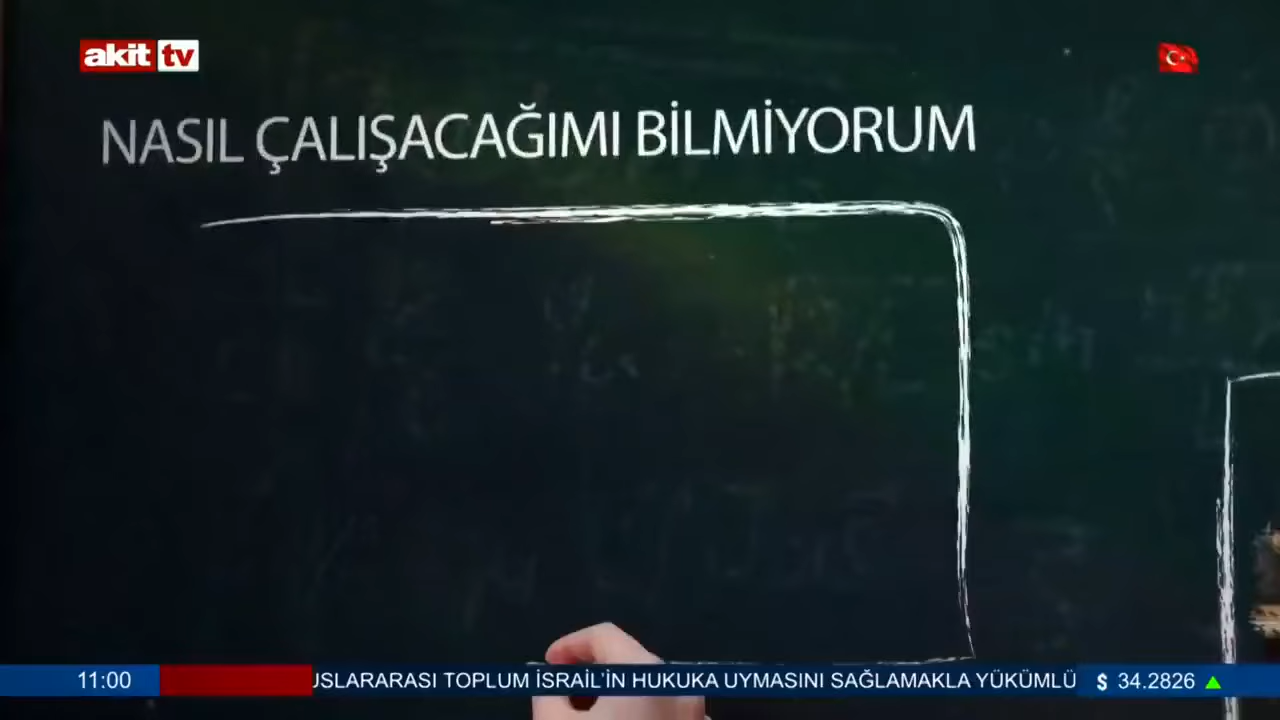 akit tv
NASIL ÇALIŞACAĞIMI BİLMİYORUM
11:00
USLARARASI TOPLUM İSRAİL'İN HUKUKA UYMASINI SAĞLAMAKLA YÜKÜMLÜ
$ 34.2826